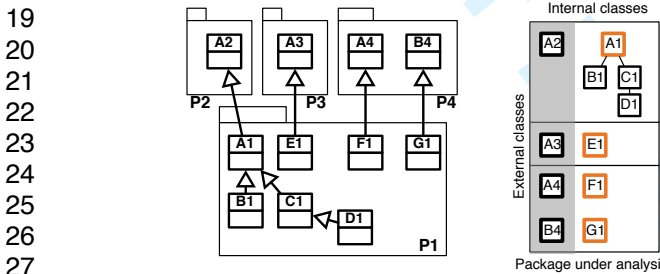 19
20
21
22
23
24
25
26
27
A2
A3
A4
B4
P2
P3
P4
A1
E1
F1
G1
B1
C1
D1
P1
Internal classes
External classes
A2
A1
B1
C1
D1
A3
E1
A4
F1
B4
G1
Package under analysi